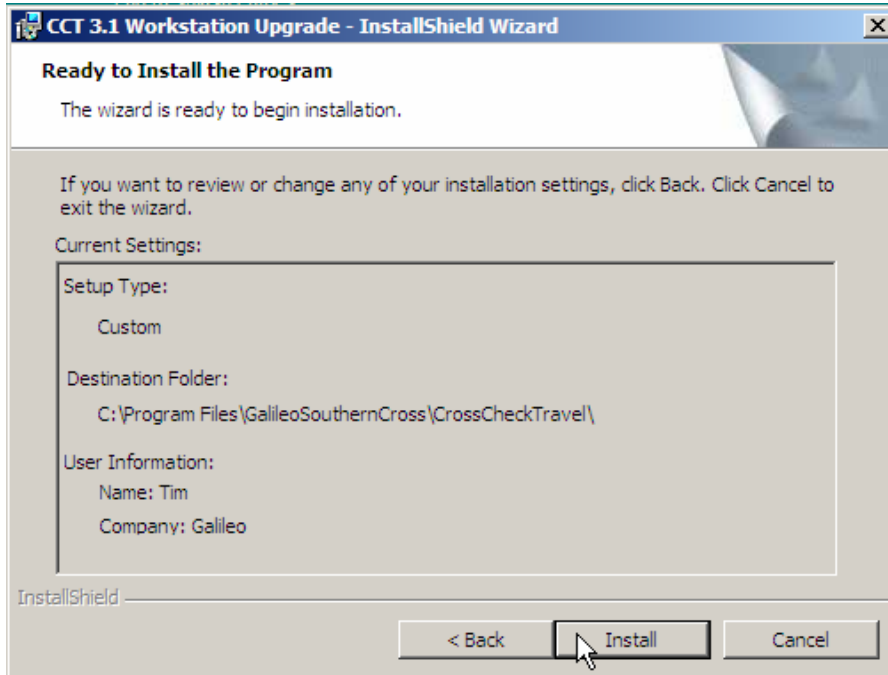 CCT 3.1 Workstation Upgrade - InstallShield Wizard
Ready to Install the Program
The wizard is ready to begin installation.
If you want to review or change any of your installation settings, click Back. Click Cancel to
exit the wizard.
Current Settings:
Setup Type:
Custom
Destination Folder:
C:\Program Files\GalileoSouthernCross\CrossCheckTravel\
User Information:
Name: Tim
Company: Galileo
InstallShield
< Back
Install
Cancel